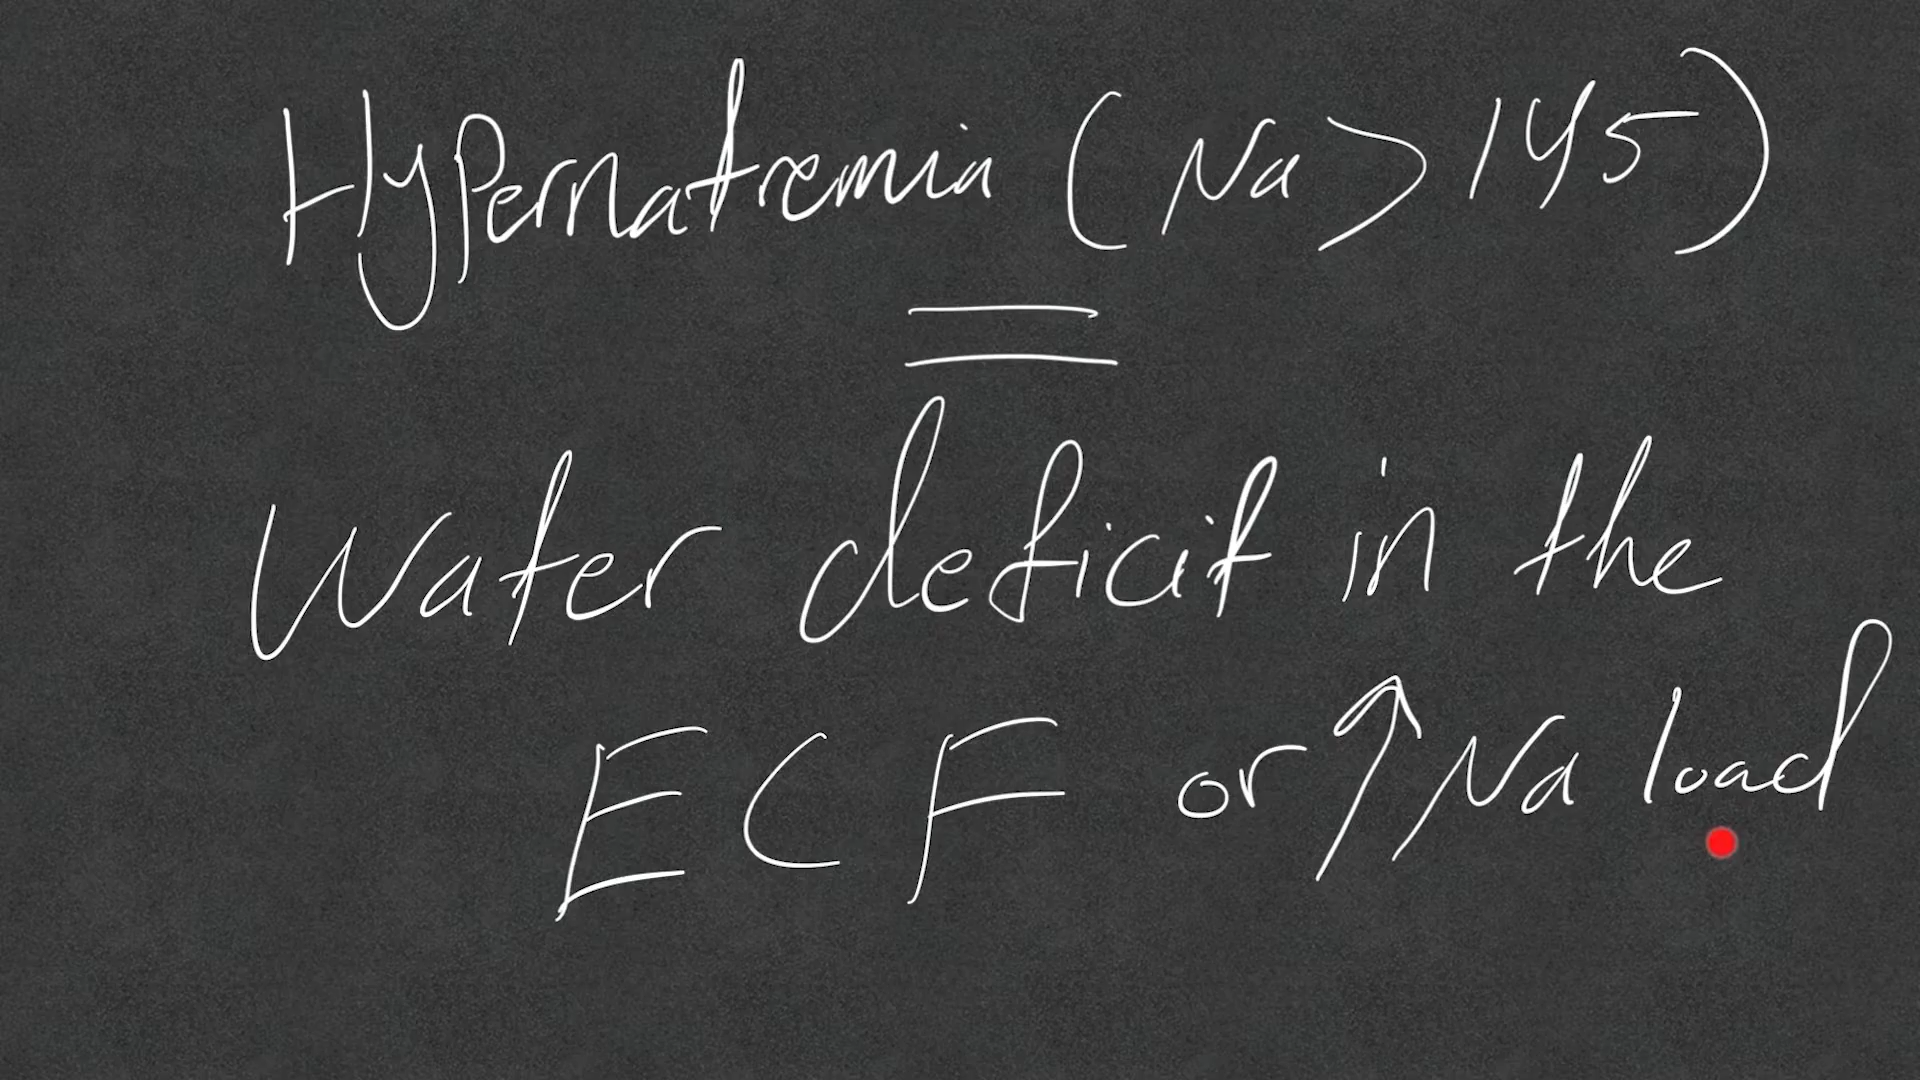 Hypernatremia (Na > 145)
=
Water deficit in the
ECF or ↑ Na load